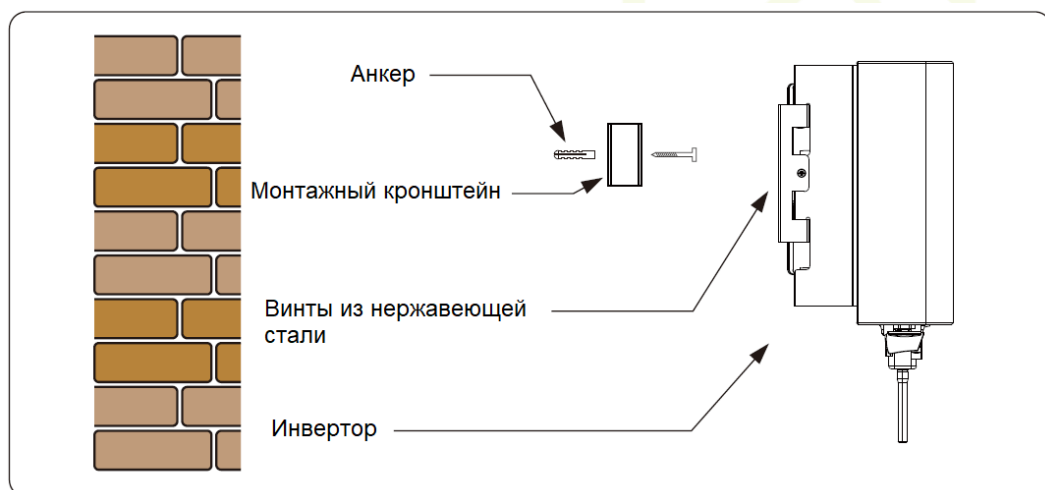 Анкер
Монтажный кронштейн
Винты из нержавеющей
стали
Инвертор